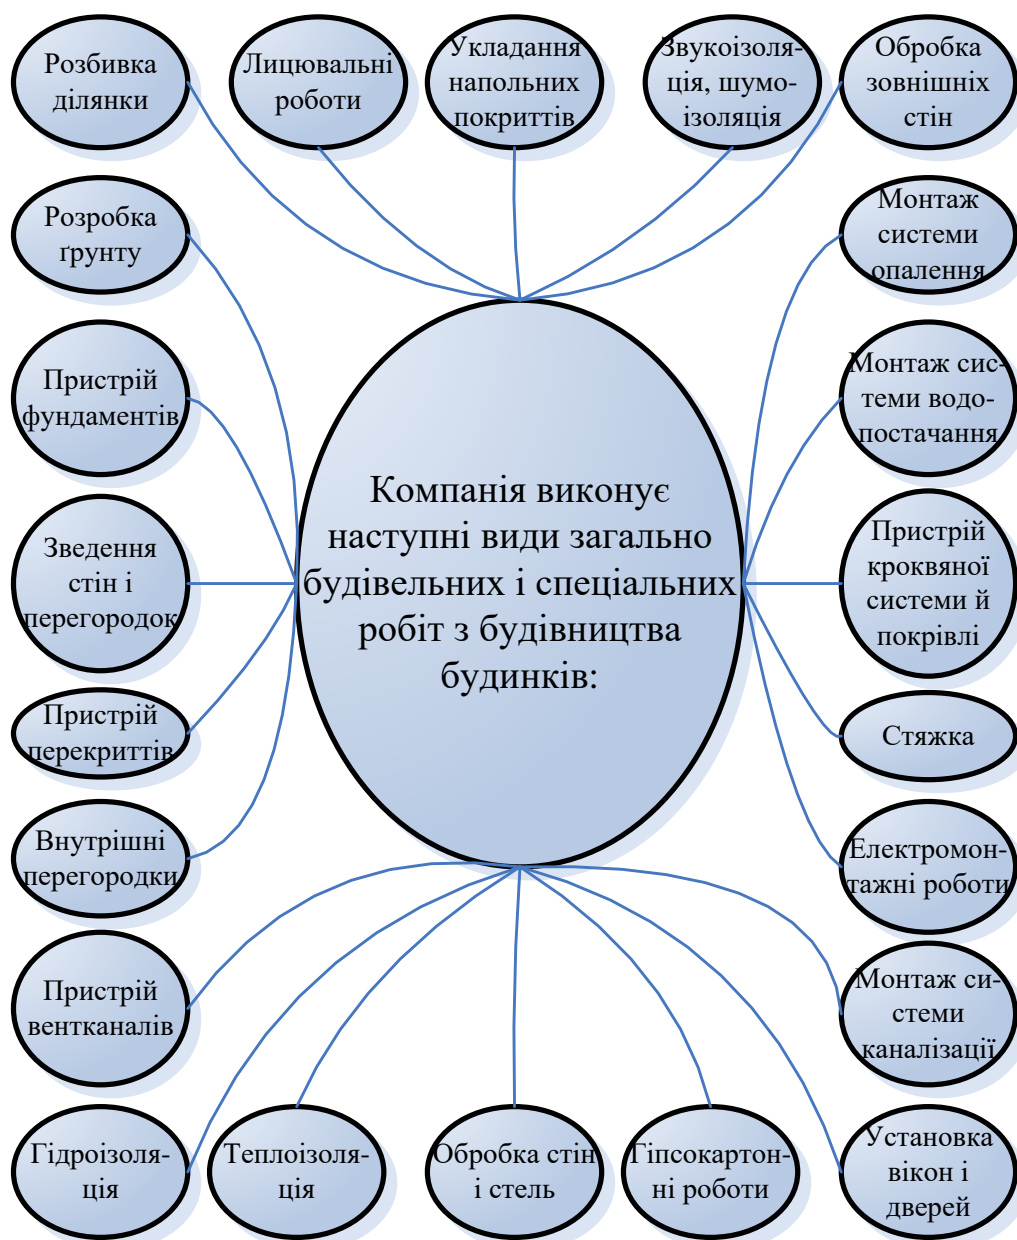 Розбивка
ділянки
Лицювальні
роботи
Укладання
напольних
покриттів
Звукоізоля-
ція, шумо-
ізоляція
Обробка
зовнішніх
стін
Розробка
ґрунту
Монтаж
системи
опалення
Пристрій
фундаментів
Монтаж сис-
теми водо-
постачання
Компанія виконує
наступні види загально
будівельних і спеціальних
робіт з будівництва
будинків:
Зведення
стін і
перегородок
Пристрій
кроквяної
системи й
покрівлі
Пристрій
перекриттів
Стяжка
Внутрішні
перегородки
Електромон-
тажні роботи
Пристрій
вентканалів
Монтаж си-
стеми
каналізації
Гідроізоля-
ція
Теплоізоля-
ція
Обробка стін
і стель
Гіпсокартон-
ні роботи
Установка
вікон і
дверей